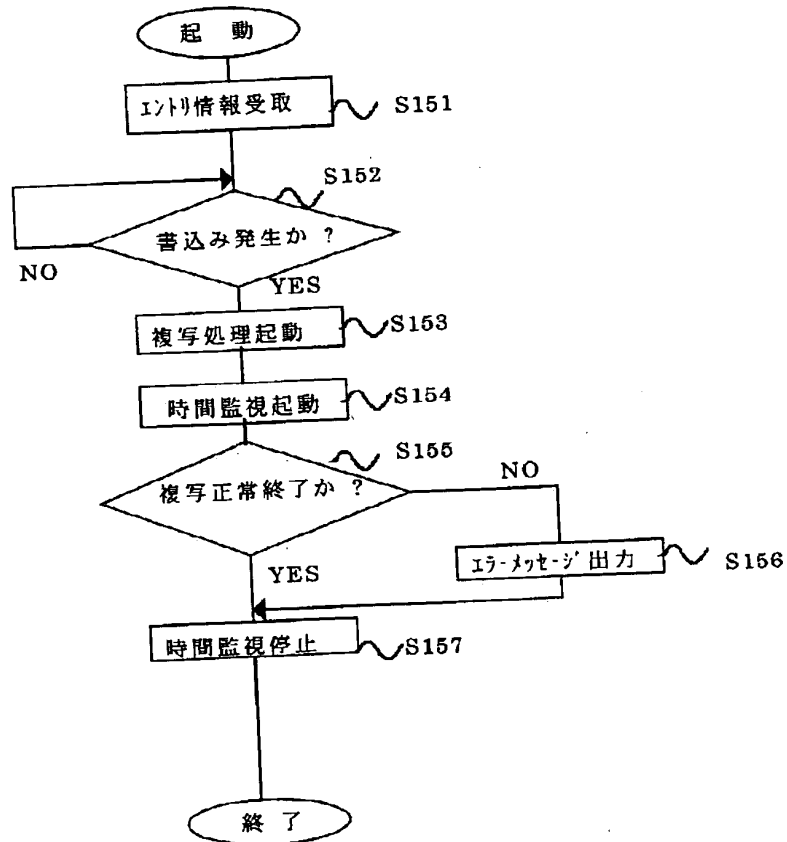 起 動
エントリ情報受取 S151
S152
書込み発生か ?
NO
YES
複写処理起動 S153
時間監視起動 S154
S155
複写正常終了か ?
NO
エラーメッセージ出力 S156
YES
時間監視停止 S157
終 了